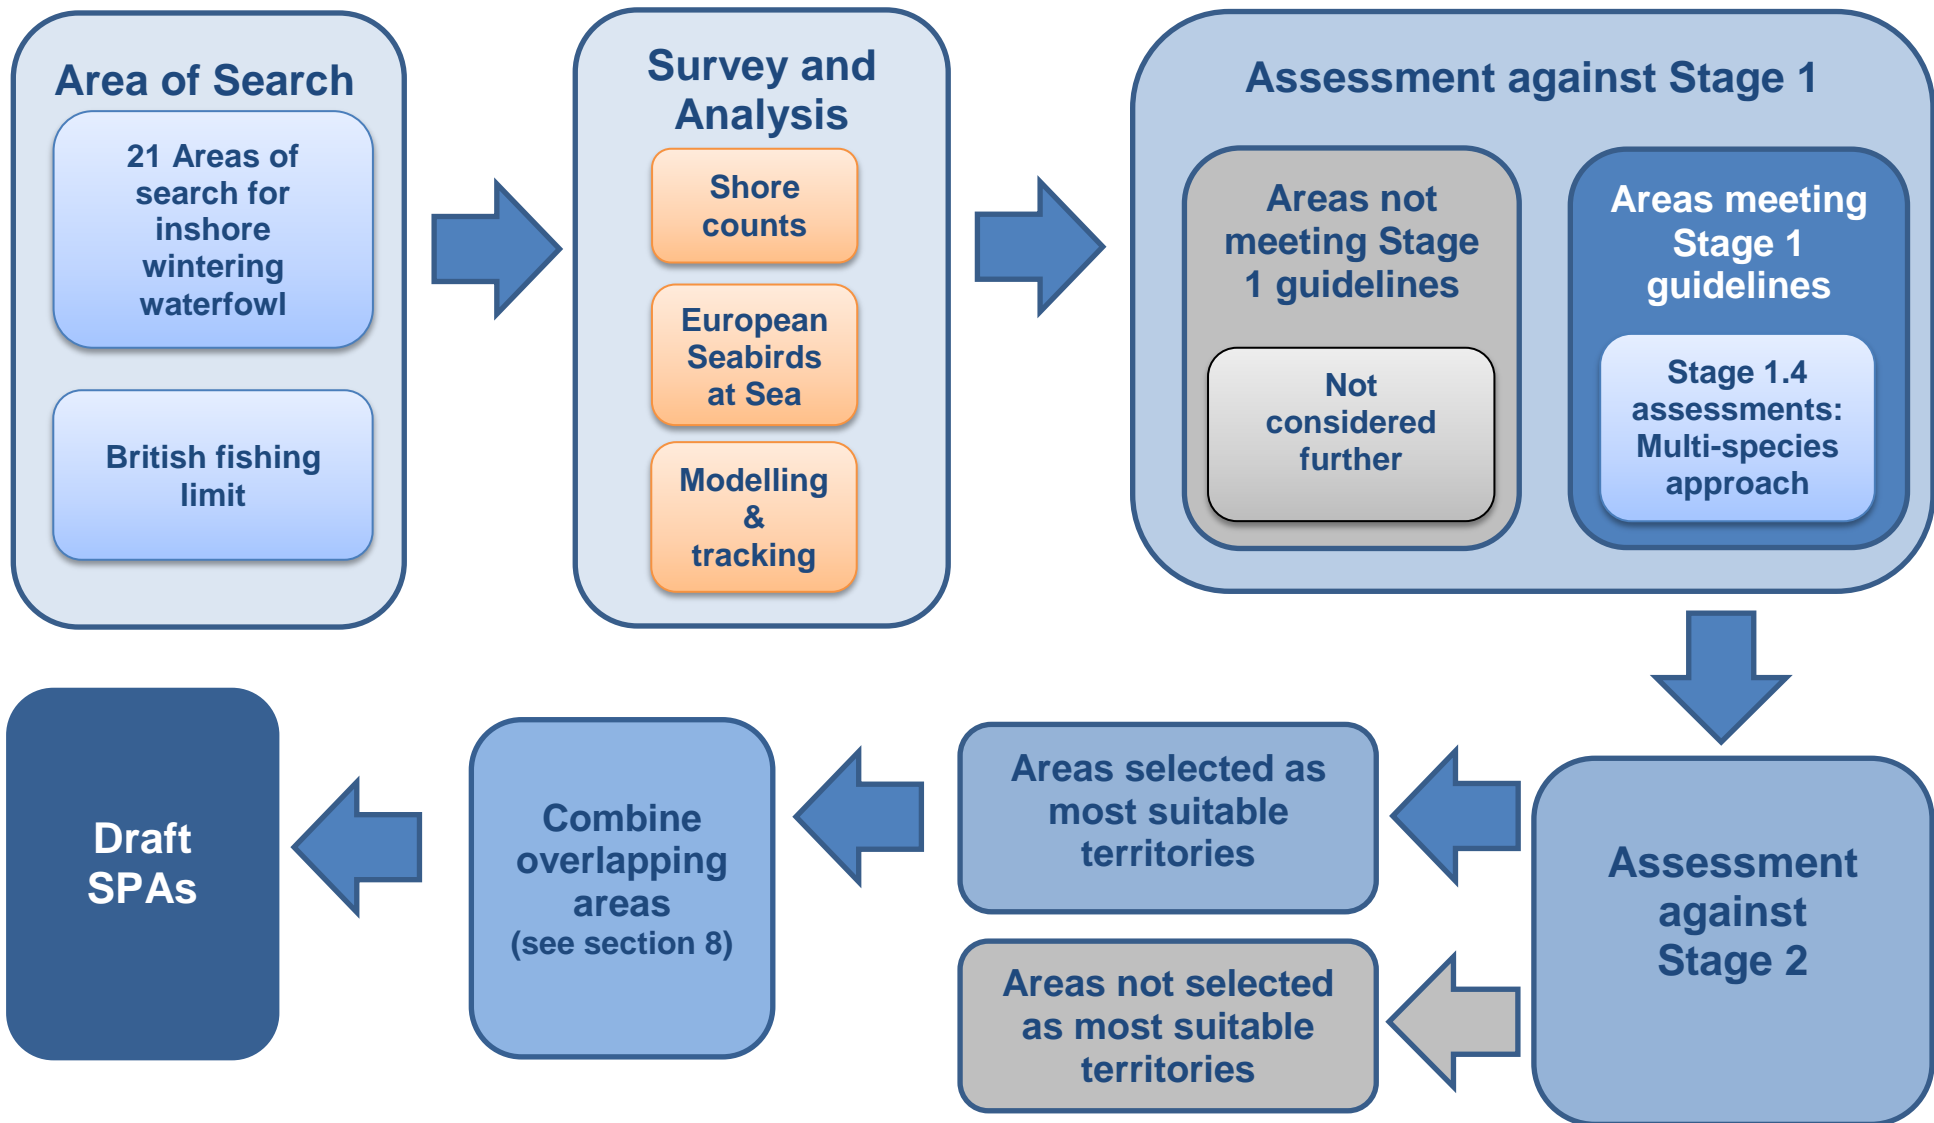 Area of Search
21 Areas of
search for
inshore
wintering
waterfowl
British fishing
limit
Survey and
Analysis
Shore
counts
European
Seabirds
at Sea
Modelling
&
tracking
Assessment against Stage 1
Areas not
meeting Stage
1 guidelines
Not
considered
further
Areas meeting
Stage 1
guidelines
Stage 1.4
assessments:
Multi-species
approach
Assessment
against
Stage 2
Areas selected as
most suitable
territories
Areas not selected
as most suitable
territories
Combine
overlapping
areas
(see section 8)
Draft
SPAs